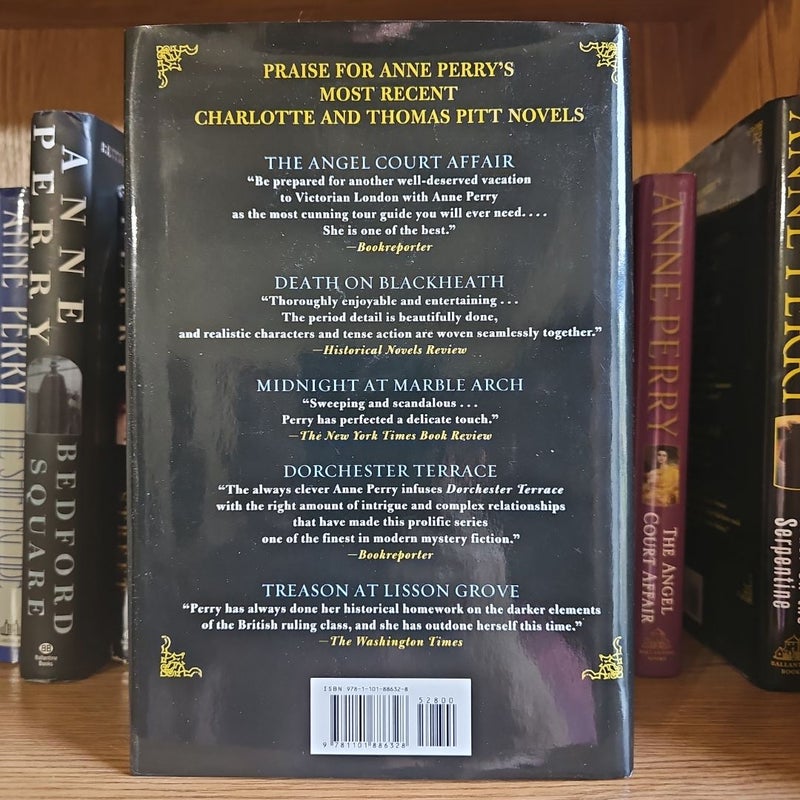 PRAISE FOR ANNE PERRY'S
MOST RECENT
CHARLOTTE AND THOMAS PITT NOVELS
THE ANGEL COURT AFFAIR
“Be prepared for another well-deserved vacation
to Victorian London with Anne Perry
as the most cunning tour guide you will ever need. . . .
She is one of the best.”
—Bookreporter
DEATH ON BLACKHEATH
“Thoroughly enjoyable and entertaining . . .
The period detail is beautifully done,
and realistic characters and tense action are woven seamlessly together.”
—Historical Novels Review
MIDNIGHT AT MARBLE ARCH
“Sweeping and scandalous . . .
Perry has perfected a delicate touch.”
—The New York Times Book Review
DORCHESTER TERRACE
“The always clever Anne Perry infuses Dorchester Terrace
with the right amount of intrigue and complex relationships
that have made this prolific series
one of the finest in modern mystery fiction.”
—Bookreporter
TREASON AT LISSON GROVE
“Perry has always done her historical homework on the darker elements
of the British ruling class, and she has outdone herself this time.”
—The Washington Times
ISBN 978-1-101-88632-8
52800
9 781101 886328
ANNE PERRY
ANNE
PERRY
BEDFORD
SQUARE
Ballantine
Books
ANNE PERRY
THE ANGEL
COURT AFFAIR
BALLANTINE
BOOKS
ANNE PERRY
Serpentine
BALLANTINE